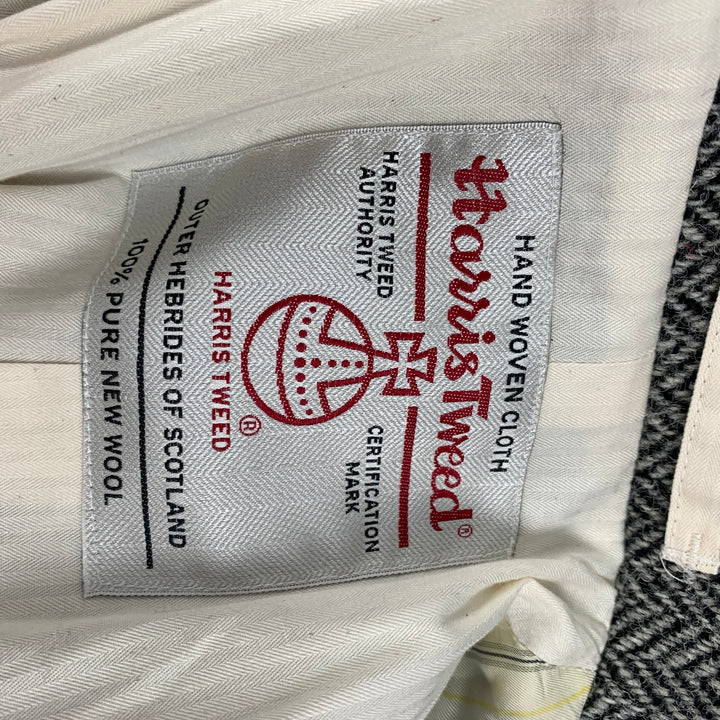 HAND WOVEN CLOTH
Harris Tweed®
HARRIS TWEED
AUTHORITY
CERTIFICATION
MARK
®
HARRIS TWEED
OUTER HEBRIDES OF SCOTLAND
100% PURE NEW WOOL